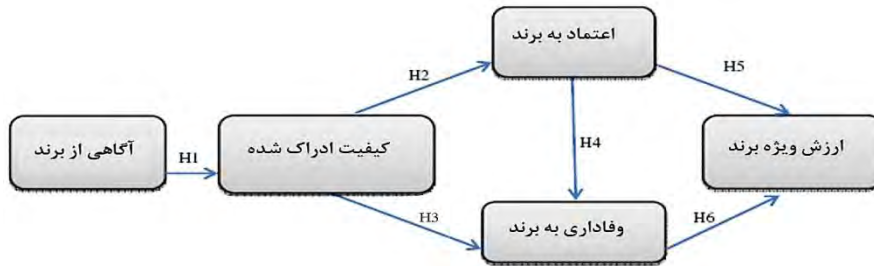 اعتماد به برند
H2
H5
آگاهی از برند
H1
کیفیت ادراک شده
H4
ارزش ویژه برند
H3
وفاداری به برند
H6